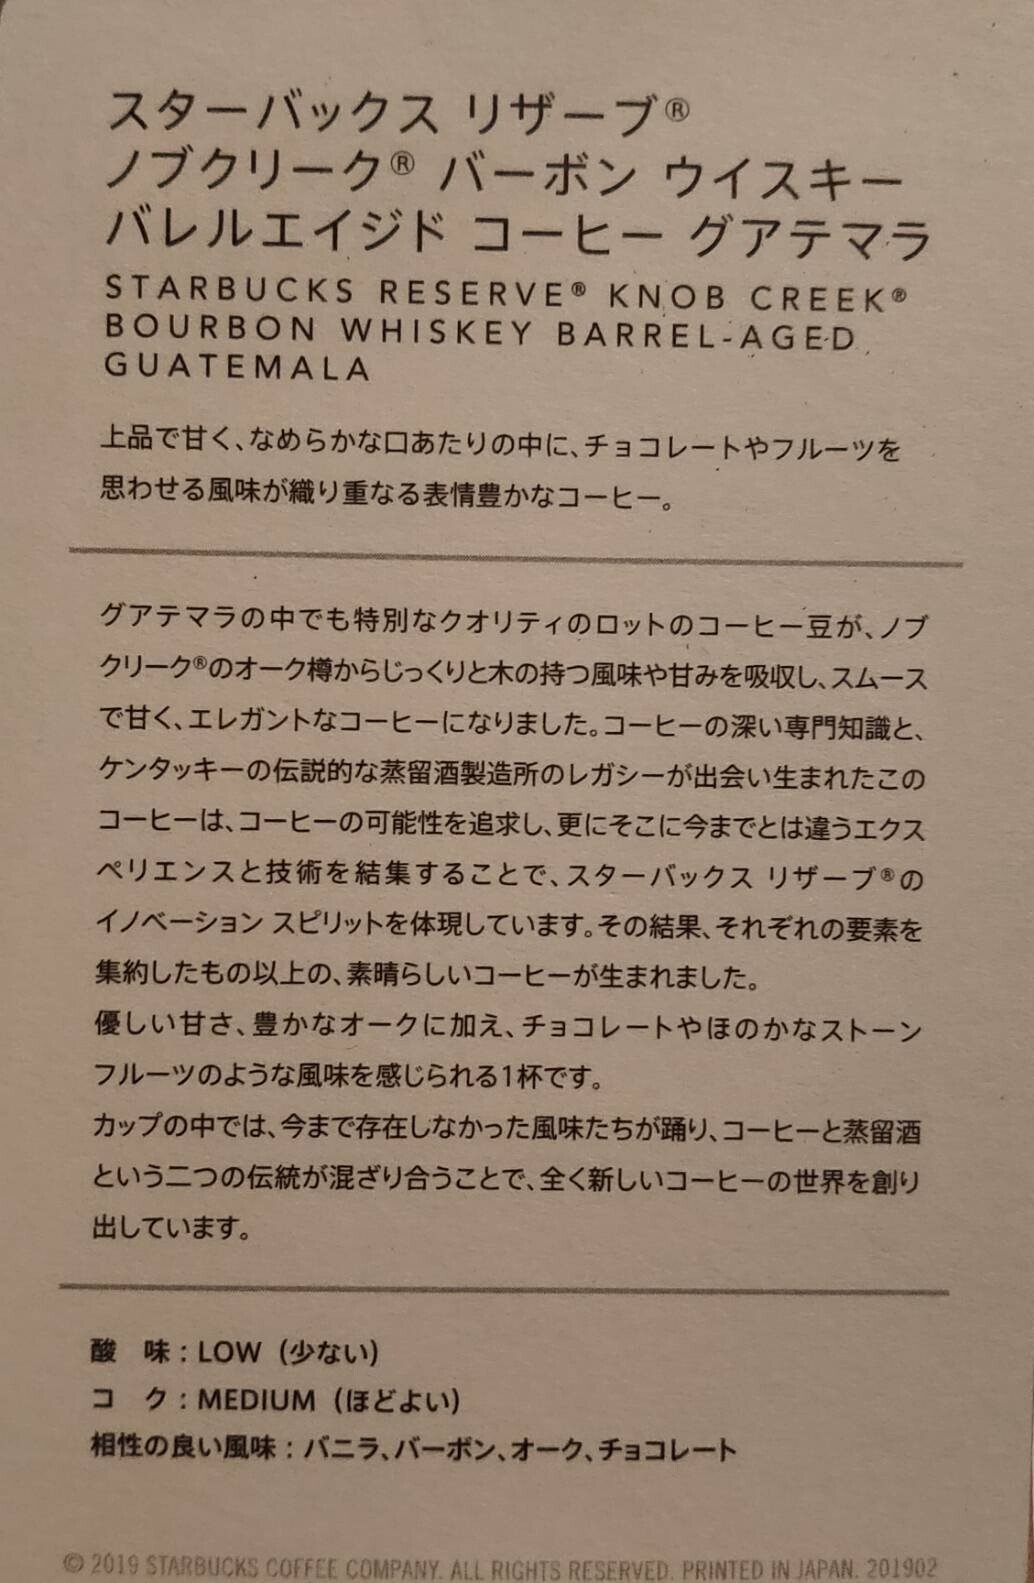 スターバックス リザーブ®
ノブクリーク® バーボン ウイスキー
バレルエイジド コーヒー グアテマラ
STARBUCKS RESERVE® KNOB CREEK®
BOURBON WHISKEY BARREL-AGED
GUATEMALA
上品で甘く、なめらかな口あたりの中に、チョコレートやフルーツを
思わせる風味が織り重なる表情豊かなコーヒー。
グアテマラの中でも特別なクオリティのロットのコーヒー豆が、ノブ
クリーク®のオーク樽からじっくりと木の持つ風味や甘みを吸収し、スムース
で甘く、エレガントなコーヒーになりました。コーヒーの深い専門知識と、
ケンタッキーの伝説的な蒸留酒製造所のレガシーが出会い生まれたこの
コーヒーは、コーヒーの可能性を追求し、更にそこに今までとは違うエクス
ペリエンスと技術を結集することで、スターバックス リザーブ®の
イノベーション スピリットを体現しています。その結果、それぞれの要素を
集約したもの以上の、素晴らしいコーヒーが生まれました。
優しい甘さ、豊かなオークに加え、チョコレートやほのかなストーン
フルーツのような風味を感じられる1杯です。
カップの中では、今まで存在しなかった風味たちが踊り、コーヒーと蒸留酒
という二つの伝統が混ざり合うことで、全く新しいコーヒーの世界を創り
出しています。
酸　味：LOW（少ない）
コ　ク：MEDIUM（ほどよい）
相性の良い風味：バニラ、バーボン、オーク、チョコレート
© 2019 STARBUCKS COFFEE COMPANY. ALL RIGHTS RESERVED. PRINTED IN JAPAN. 201902